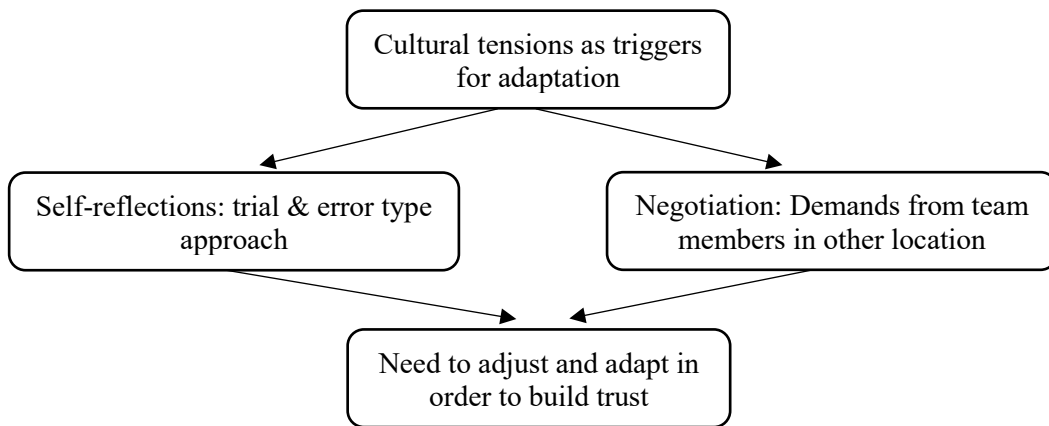 Cultural tensions as triggers
for adaptation
Self-reflections: trial & error type
approach
Negotiation: Demands from team
members in other location
Need to adjust and adapt in
order to build trust